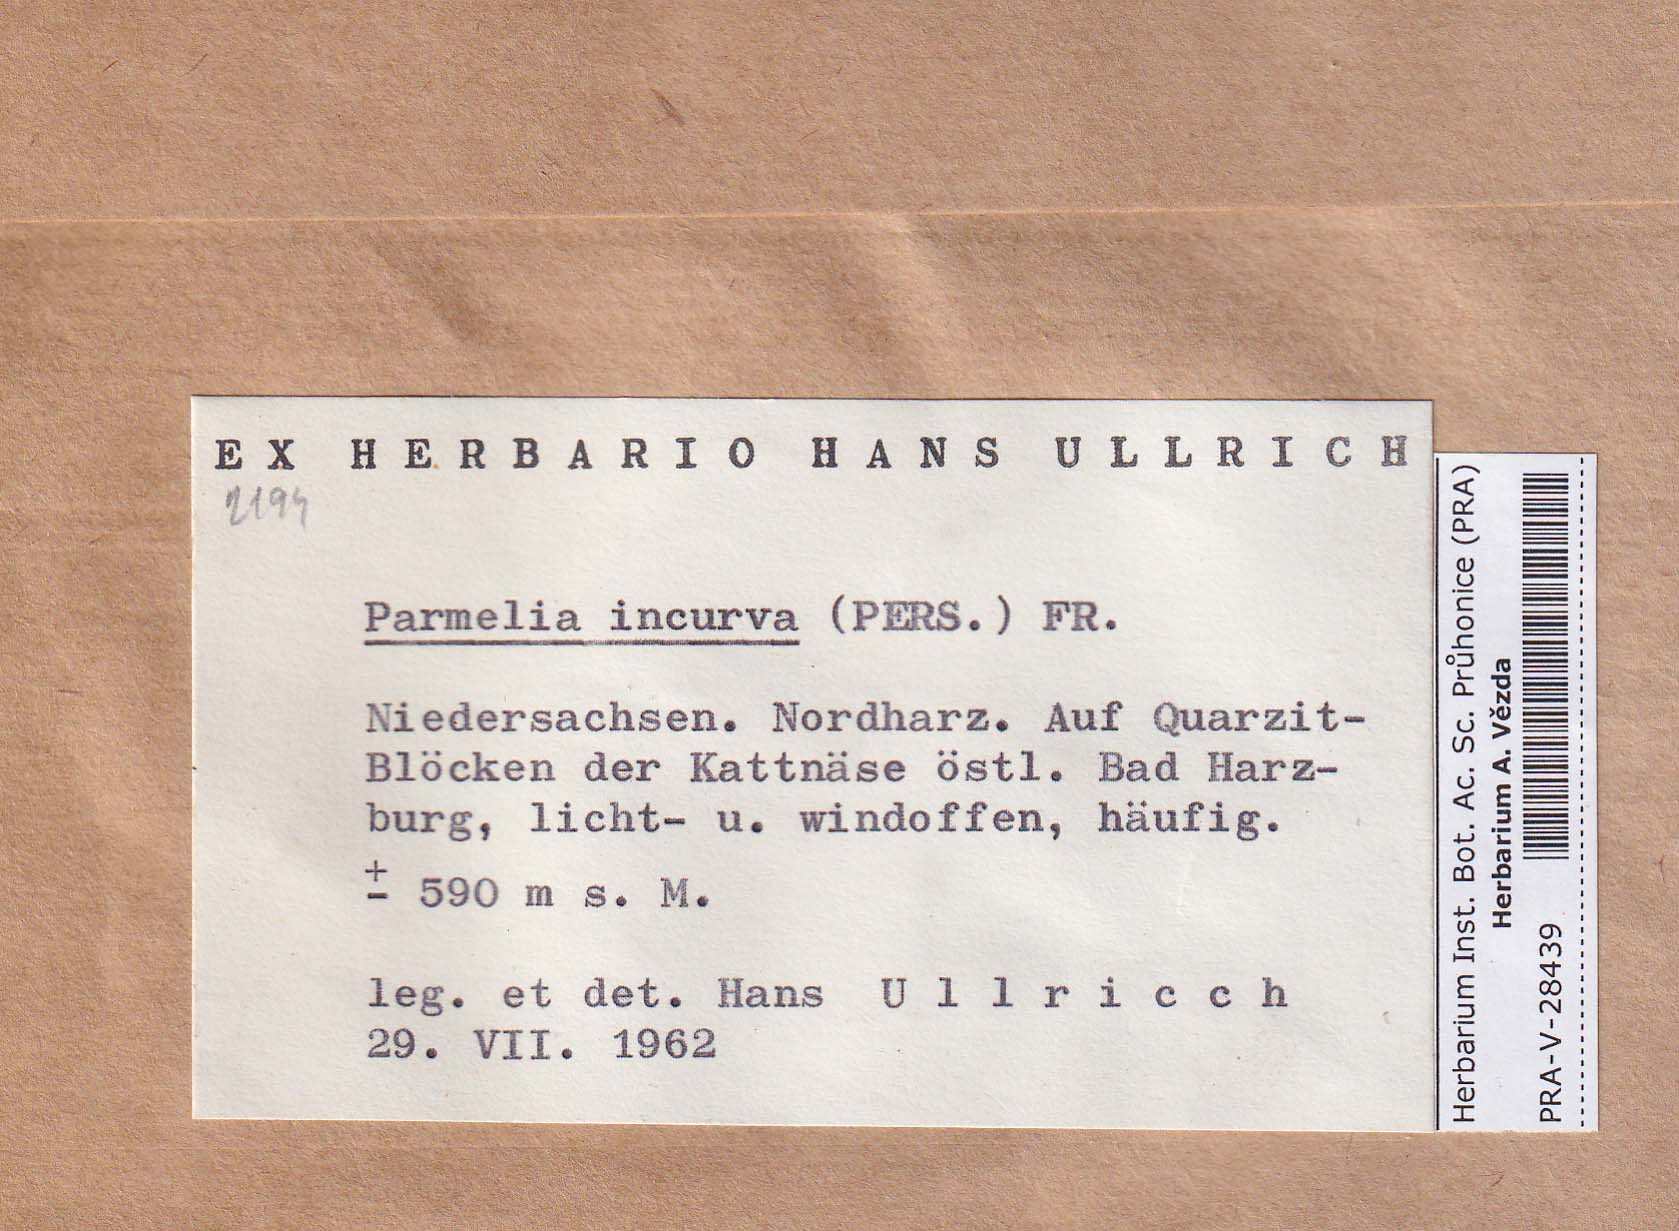 EX HERBARIO HANS ULLRICH
2194
Parmelia incurva (PERS.) FR.
Niedersachsen. Nordharz. Auf Quarzit-
Blöcken der Kattnäse östl. Bad Harz-
burg, licht- u. windoffen, häufig.
± 590 m s. M.
leg. et det. Hans Ullricch
29. VII. 1962
Herbarium Inst. Bot. Ac. Sc. Průhonice (PRA)
Herbarium A. Vězda
PRA-V-28439